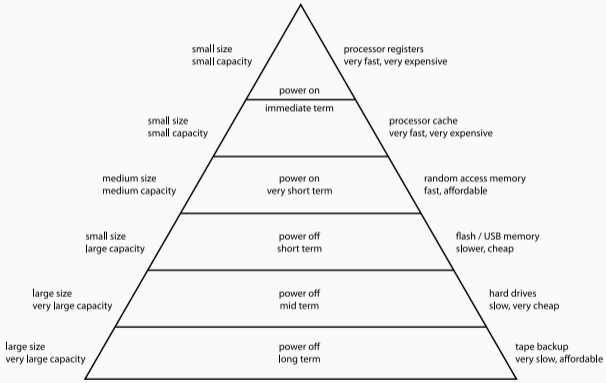 small size
small capacity
processor registers
very fast, very expensive
power on
immediate term
small size
small capacity
processor cache
very fast, very expensive
medium size
medium capacity
power on
very short term
random access memory
fast, affordable
small size
large capacity
power off
short term
flash / USB memory
slower, cheap
large size
very large capacity
power off
mid term
hard drives
slow, very cheap
large size
very large capacity
power off
long term
tape backup
very slow, affordable